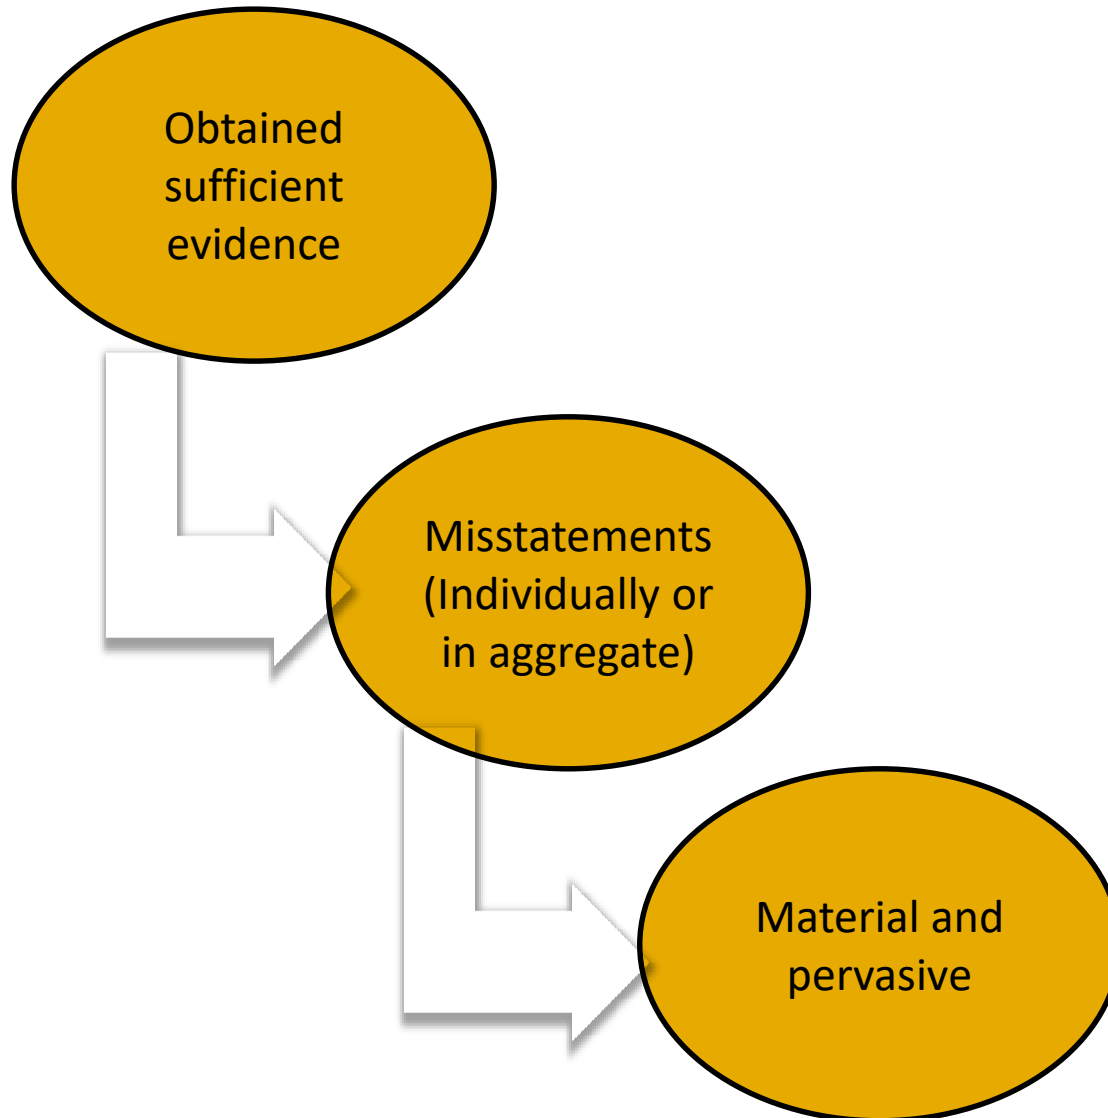 Obtained
sufficient
evidence
Misstatements
(Individually or
in aggregate)
Material and
pervasive